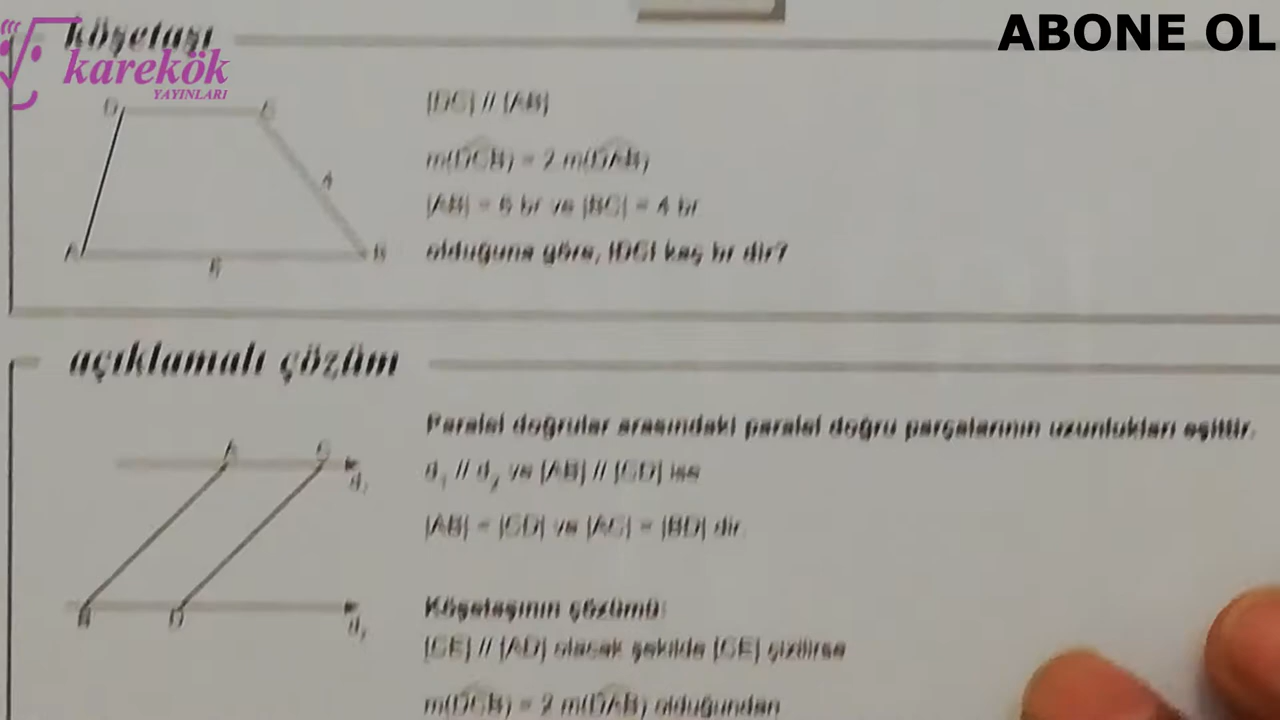 ABONE OL
köşetaşı
karekök
YAYINLARI
D C
[DC] // [AB]
m(DCB) = 2 m(DAB)
4
|AB| = 6 br ve |BC| = 4 br
A B
olduğuna göre, |DC| kaç br dir?
6
açıklamalı çözüm
Paralel doğrular arasındaki paralel doğru parçalarının uzunlukları eşittir.
A C
d₁
d₁ // d₂ ve [AB] // [CD] ise
|AB| = |CD| ve |AC| = |BD| dir.
B D
d₂
Köşetaşının çözümü:
[CE] // [AD] olacak şekilde [CE] çizilirse
m(DCB) = 2 m(DAB) olduğundan